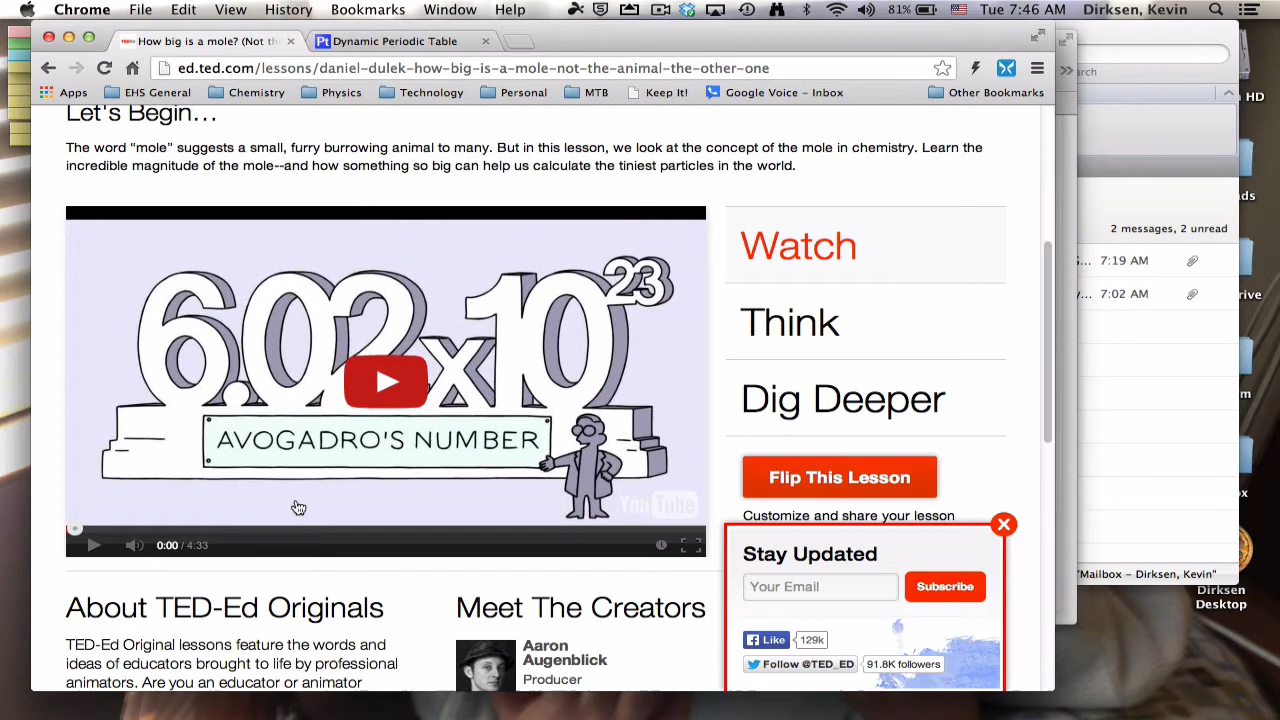 Chrome File Edit View History Bookmarks Window Help 81% Tue 7:46 AM Dirksen, Kevin
How big is a mole? (Not th Dynamic Periodic Table
ed.ted.com/lessons/daniel-dulek-how-big-is-a-mole-not-the-animal-the-other-one
Apps EHS General Chemistry Physics Technology Personal MTB Keep It! Google Voice - Inbox Other Bookmarks
Let's Begin…
The word “mole” suggests a small, furry burrowing animal to many. But in this lesson, we look at the concept of the mole in chemistry. Learn the
incredible magnitude of the mole--and how something so big can help us calculate the tiniest particles in the world.
6.02x10²³
AVOGADRO'S NUMBER
YouTube
0:00 / 4:33
Watch
Think
Dig Deeper
Flip This Lesson
Customize and share your lesson
Stay Updated
Your Email Subscribe
Like 129k
Follow @TED_ED 91.8K followers
About TED-Ed Originals
TED-Ed Original lessons feature the words and
ideas of educators brought to life by professional
animators. Are you an educator or animator
Meet The Creators
Aaron
Augenblick
Producer
arch
HD
ads
2 messages, 2 unread
7:19 AM
rive
7:02 AM
m
x
"Mailbox – Dirksen, Kevin"
Dirksen
Desktop